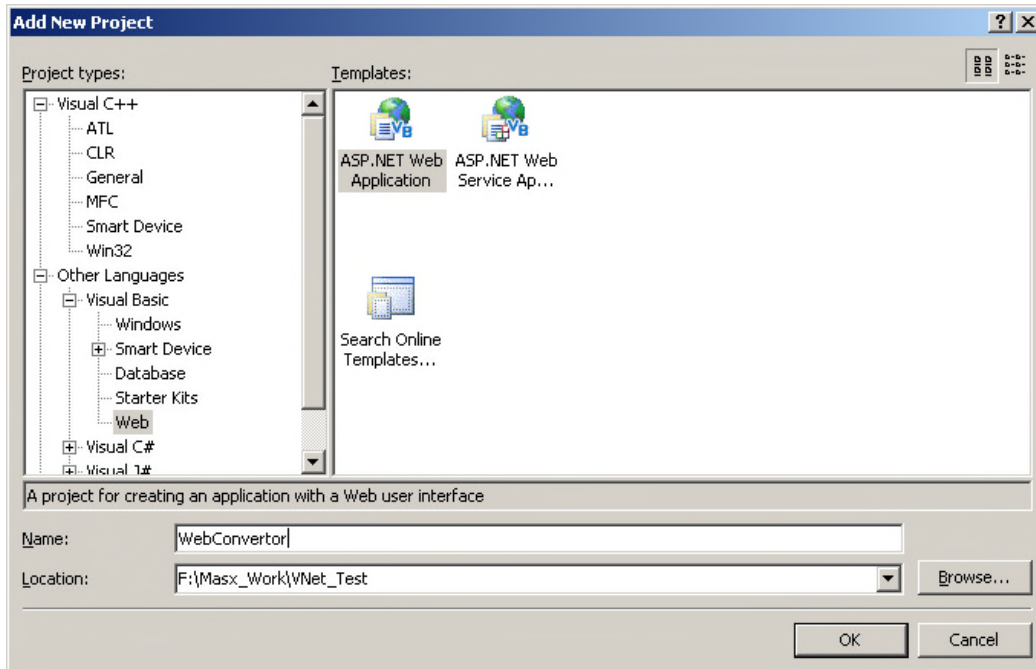 Add New Project
Project types:
Templates:
Visual C++
ATL
CLR
General
MFC
Smart Device
Win32
Other Languages
Visual Basic
Windows
Smart Device
Database
Starter Kits
Web
Visual C#
Visual J#
ASP.NET Web
Application
ASP.NET Web
Service Ap...
Search Online
Templates...
A project for creating an application with a Web user interface
Name:
WebConvertor
Location:
F:\Masx_Work\VNet_Test
Browse...
OK
Cancel